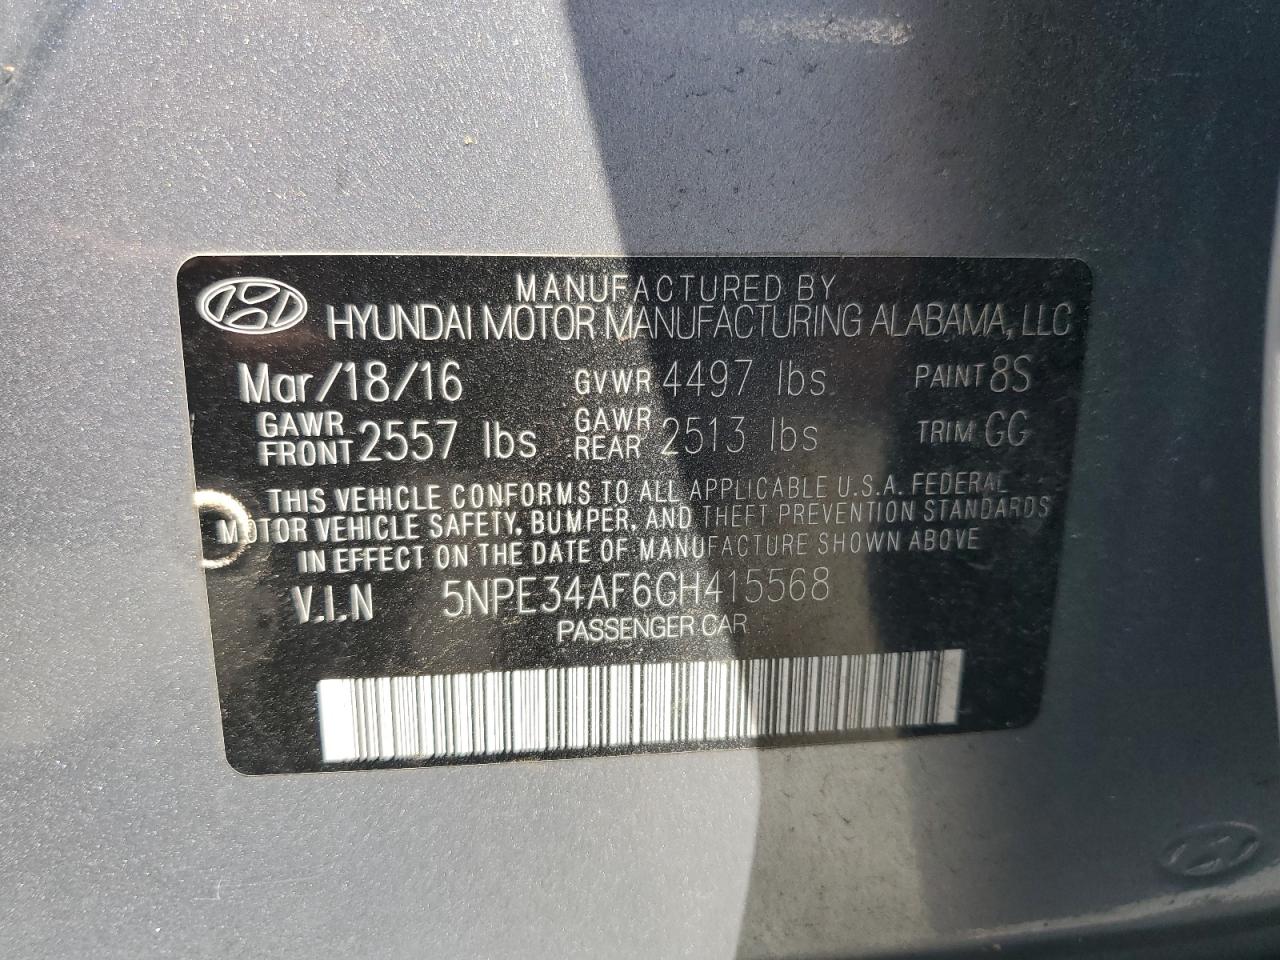 MANUFACTURED BY
HYUNDAI MOTOR MANUFACTURING ALABAMA, LLC
Mar/18/16 GVWR 4497 lbs PAINT 8S
GAWR FRONT 2557 lbs GAWR REAR 2513 lbs TRIM GG
THIS VEHICLE CONFORMS TO ALL APPLICABLE U.S.A. FEDERAL
MOTOR VEHICLE SAFETY, BUMPER, AND THEFT PREVENTION STANDARDS
IN EFFECT ON THE DATE OF MANUFACTURE SHOWN ABOVE
V.I.N 5NPE34AF6GH415568
PASSENGER CAR